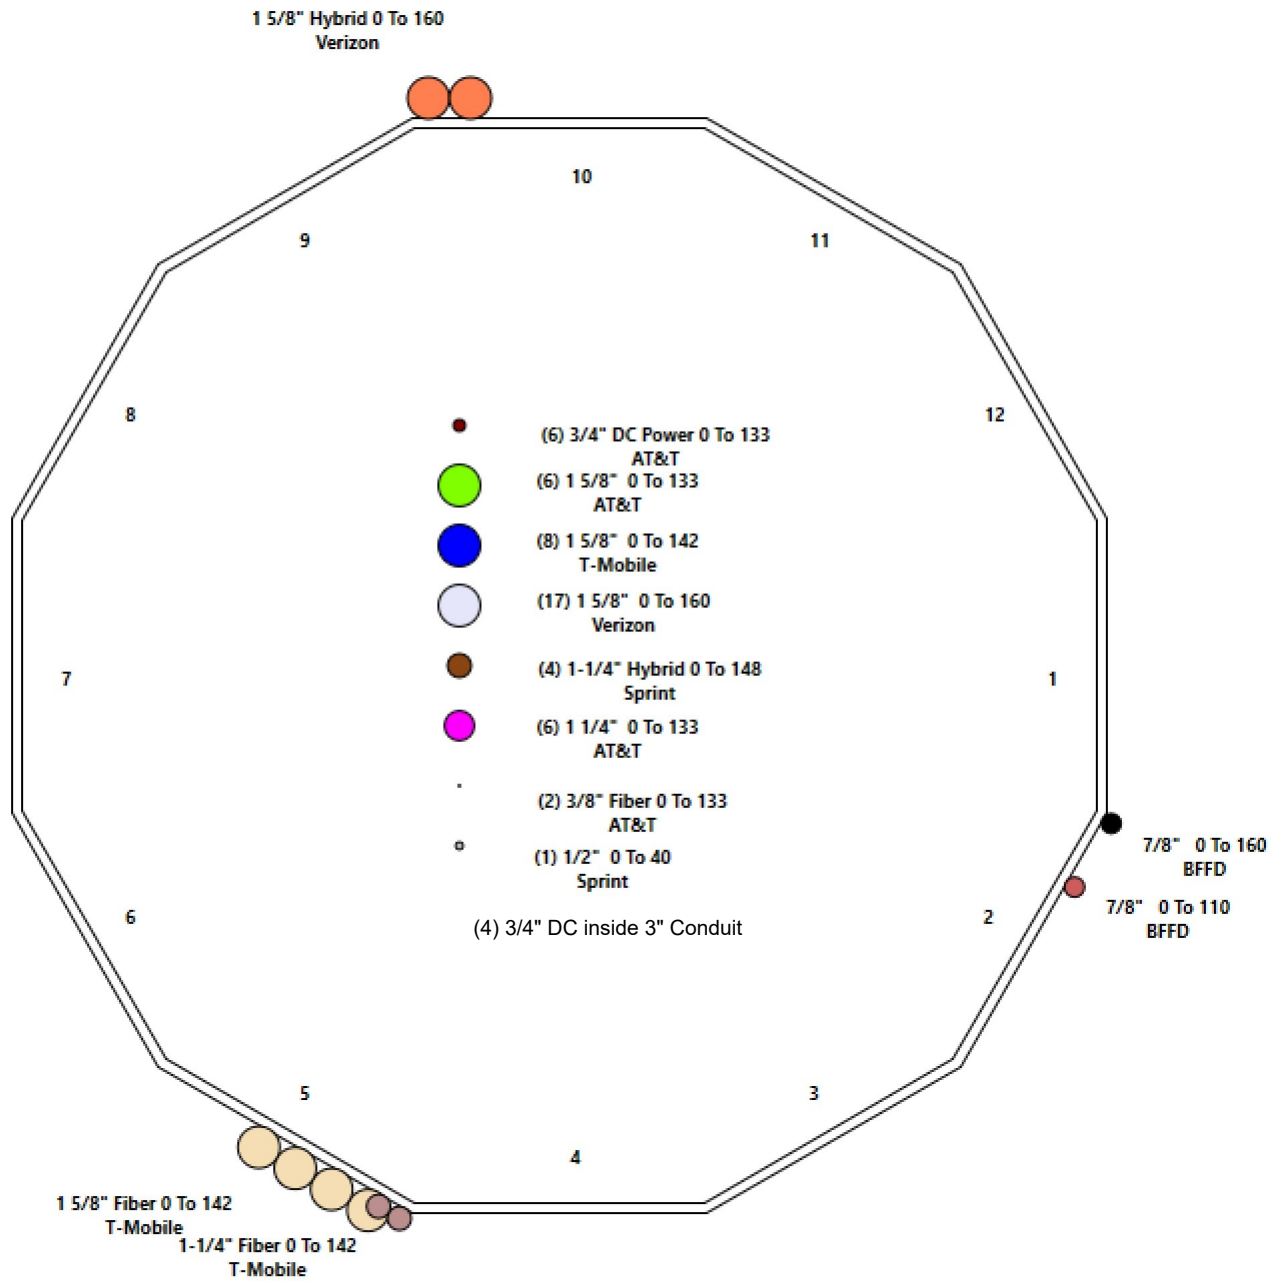 1 5/8" Hybrid 0 To 160
Verizon
10
9
11
8
12
(6) 3/4" DC Power 0 To 133
AT&T
(6) 1 5/8" 0 To 133
AT&T
(8) 1 5/8" 0 To 142
T-Mobile
(17) 1 5/8" 0 To 160
Verizon
7
(4) 1-1/4" Hybrid 0 To 148
Sprint
1
(6) 1 1/4" 0 To 133
AT&T
(2) 3/8" Fiber 0 To 133
AT&T
(1) 1/2" 0 To 40
Sprint
7/8" 0 To 160
BFFD
6
2
7/8" 0 To 110
BFFD
(4) 3/4" DC inside 3" Conduit
5
3
4
1 5/8" Fiber 0 To 142
T-Mobile
1-1/4" Fiber 0 To 142
T-Mobile